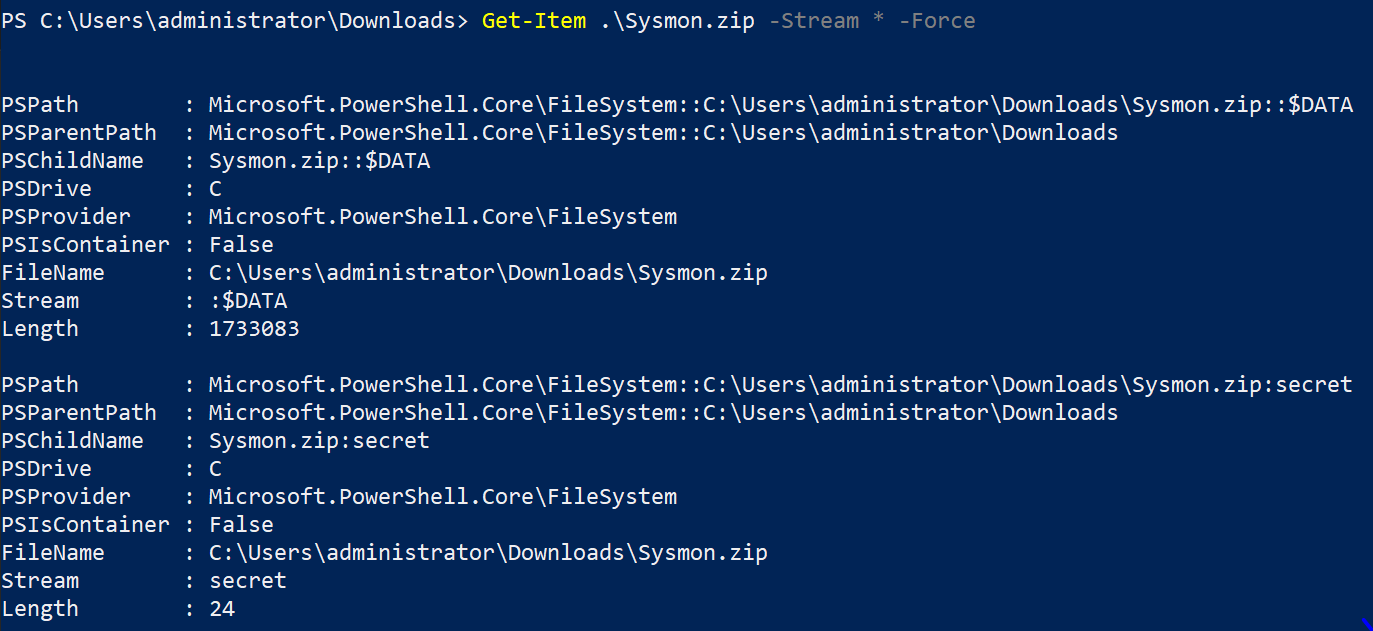 PS C:\Users\administrator\Downloads> Get-Item .\Sysmon.zip -Stream * -Force
PSPath        : Microsoft.PowerShell.Core\FileSystem::C:\Users\administrator\Downloads\Sysmon.zip::$DATA
PSParentPath  : Microsoft.PowerShell.Core\FileSystem::C:\Users\administrator\Downloads
PSChildName   : Sysmon.zip::$DATA
PSDrive       : C
PSProvider    : Microsoft.PowerShell.Core\FileSystem
PSIsContainer : False
FileName      : C:\Users\administrator\Downloads\Sysmon.zip
Stream        : :$DATA
Length        : 1733083
PSPath        : Microsoft.PowerShell.Core\FileSystem::C:\Users\administrator\Downloads\Sysmon.zip:secret
PSParentPath  : Microsoft.PowerShell.Core\FileSystem::C:\Users\administrator\Downloads
PSChildName   : Sysmon.zip:secret
PSDrive       : C
PSProvider    : Microsoft.PowerShell.Core\FileSystem
PSIsContainer : False
FileName      : C:\Users\administrator\Downloads\Sysmon.zip
Stream        : secret
Length        : 24